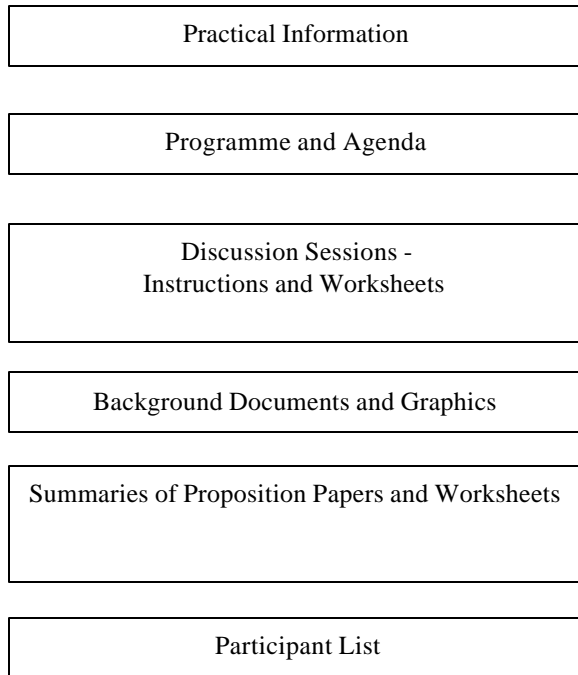 Practical Information
Programme and Agenda
Discussion Sessions -
Instructions and Worksheets
Background Documents and Graphics
Summaries of Proposition Papers and Worksheets
Participant List